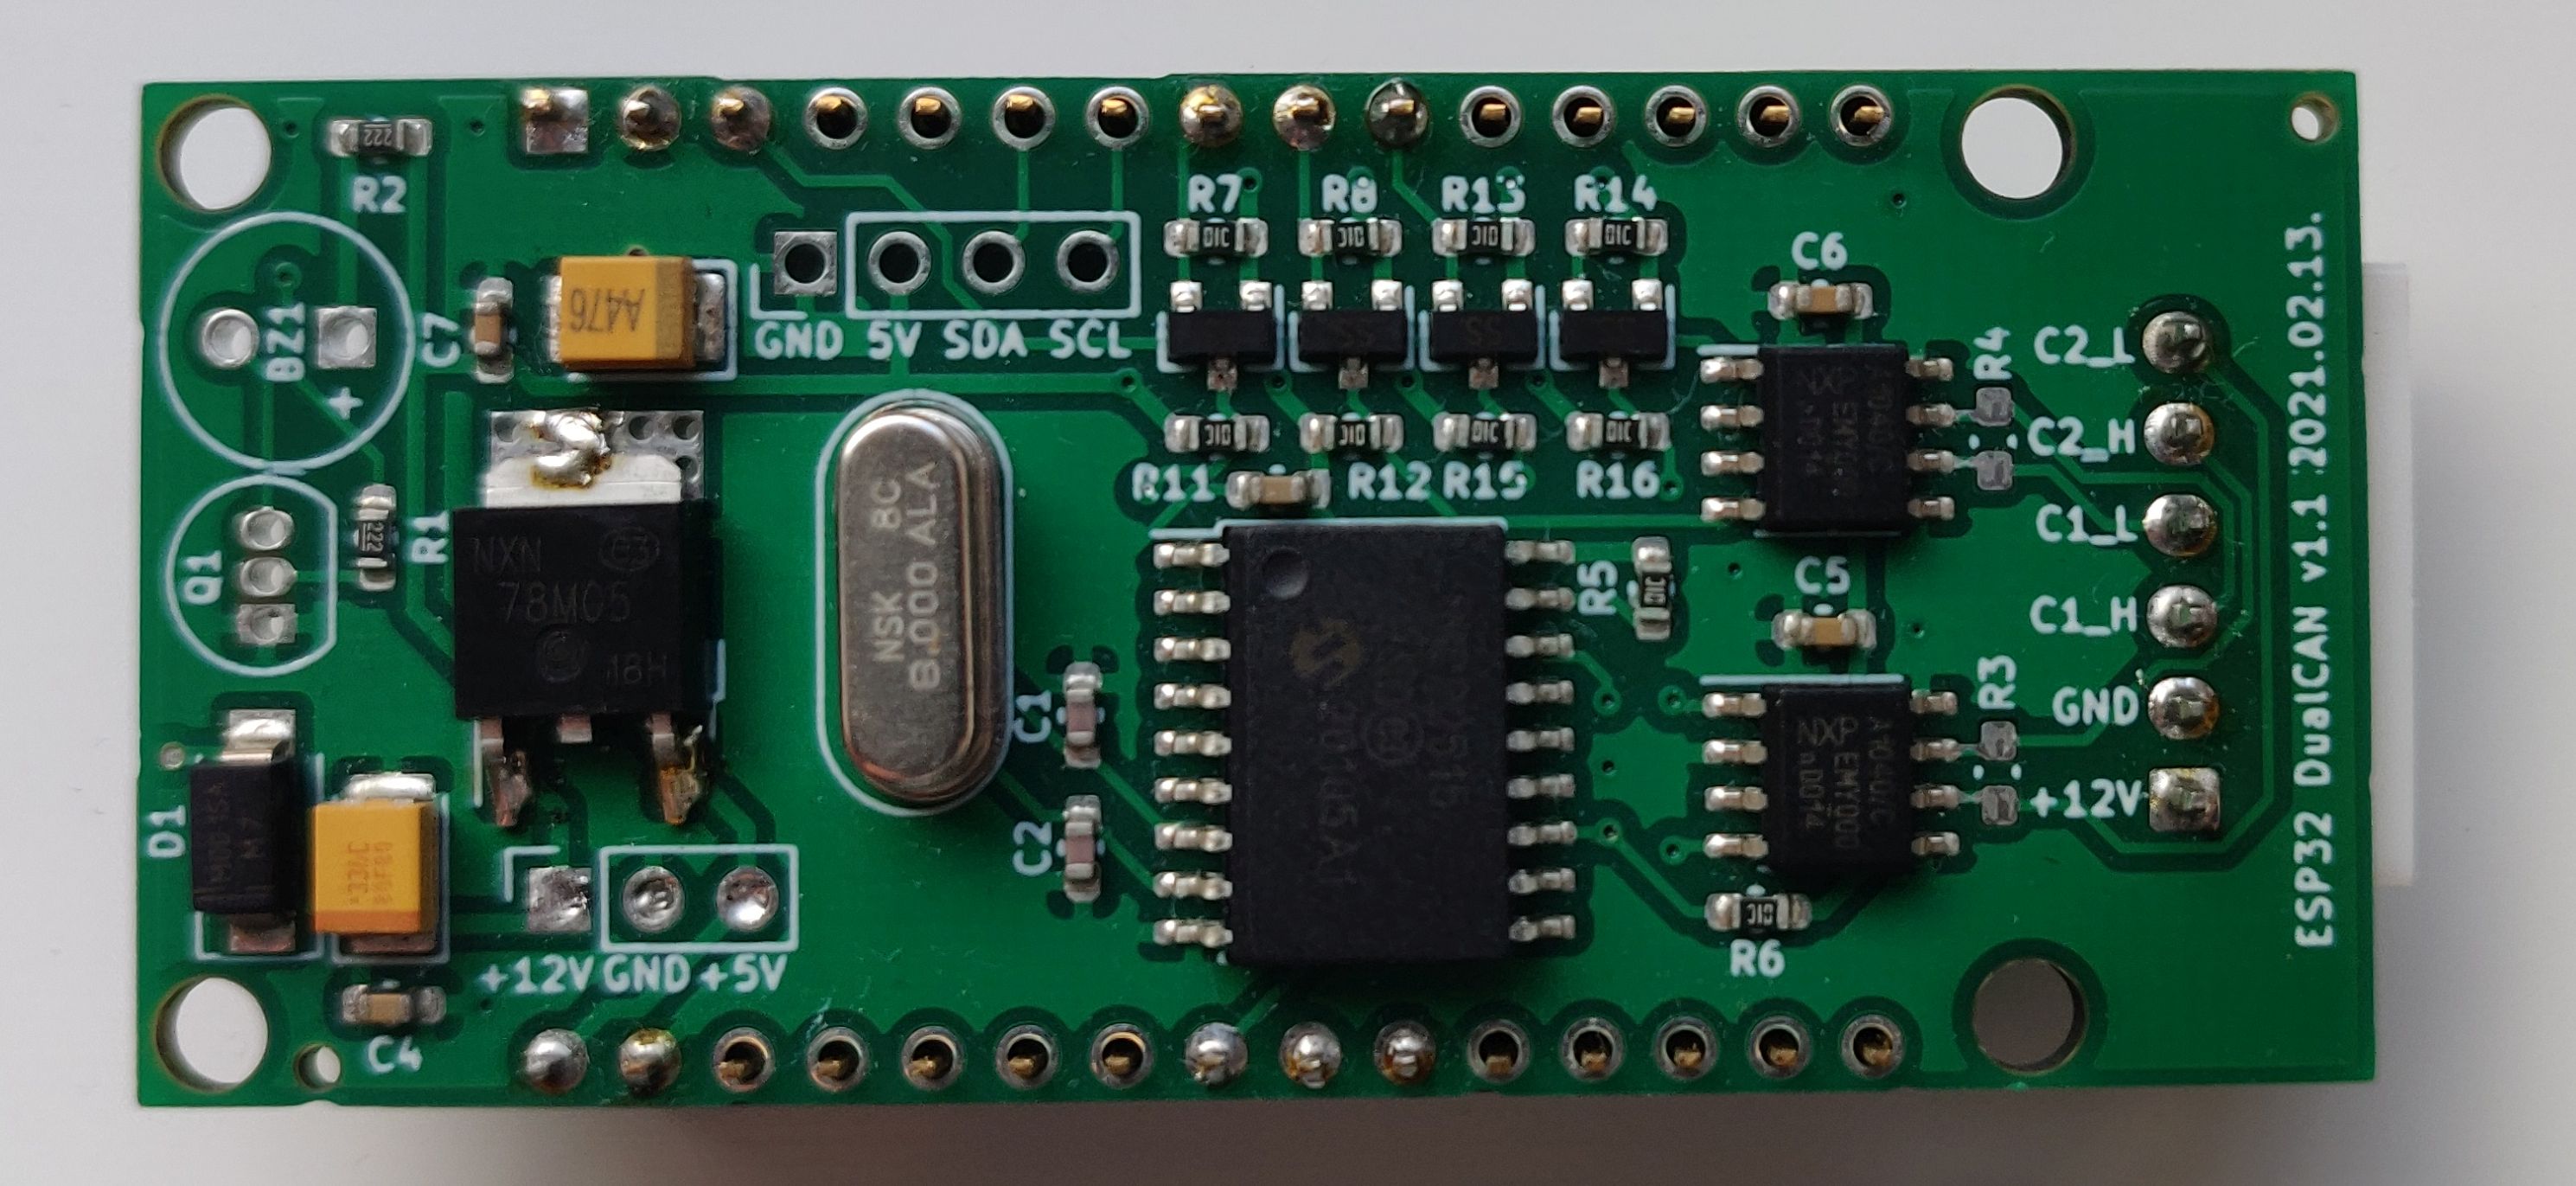 R2
222
BZ1
+
C7
A476
GND 5V SDA SCL
R7 R8 R13 R14
R11 R12 R15 R16
C6
R4
C2_L
C2_H
C1_L
C1_H
GND
+12V
ESP32 DualCAN v1.1 2021.02.13.
Q1
R1
222
NXN
78M05
18H
NSK 8C
8.000 ALA
C1
C2
R5
C5
R3
NXP
R6
D1
M7
+12V GND +5V
C4